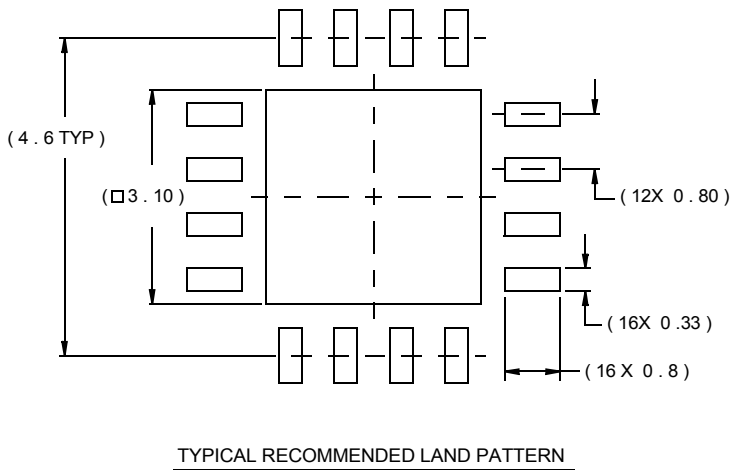 ( 4 . 6 TYP )
( □ 3 . 10 )
( 12X 0 . 80 )
( 16X 0 .33 )
( 16 X 0 . 8 )
TYPICAL RECOMMENDED LAND PATTERN